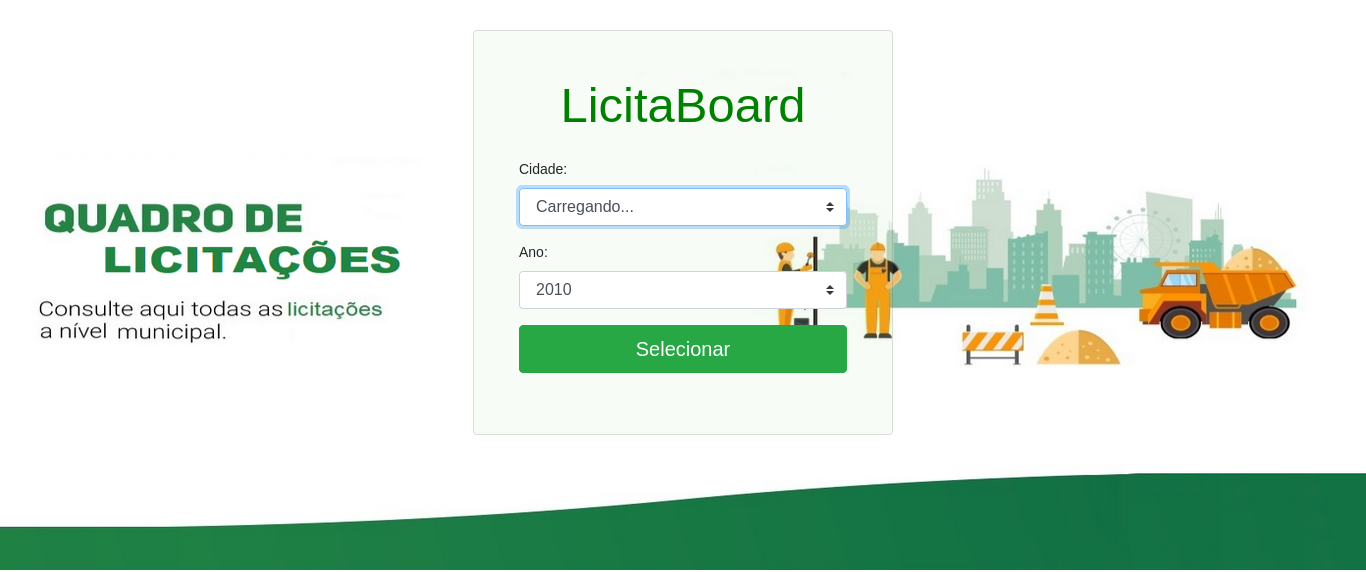 QUADRO DE
LICITAÇÕES
Consulte aqui todas as licitações
a nível municipal.
LicitaBoard
Cidade:
Carregando...
Ano:
2010
Selecionar